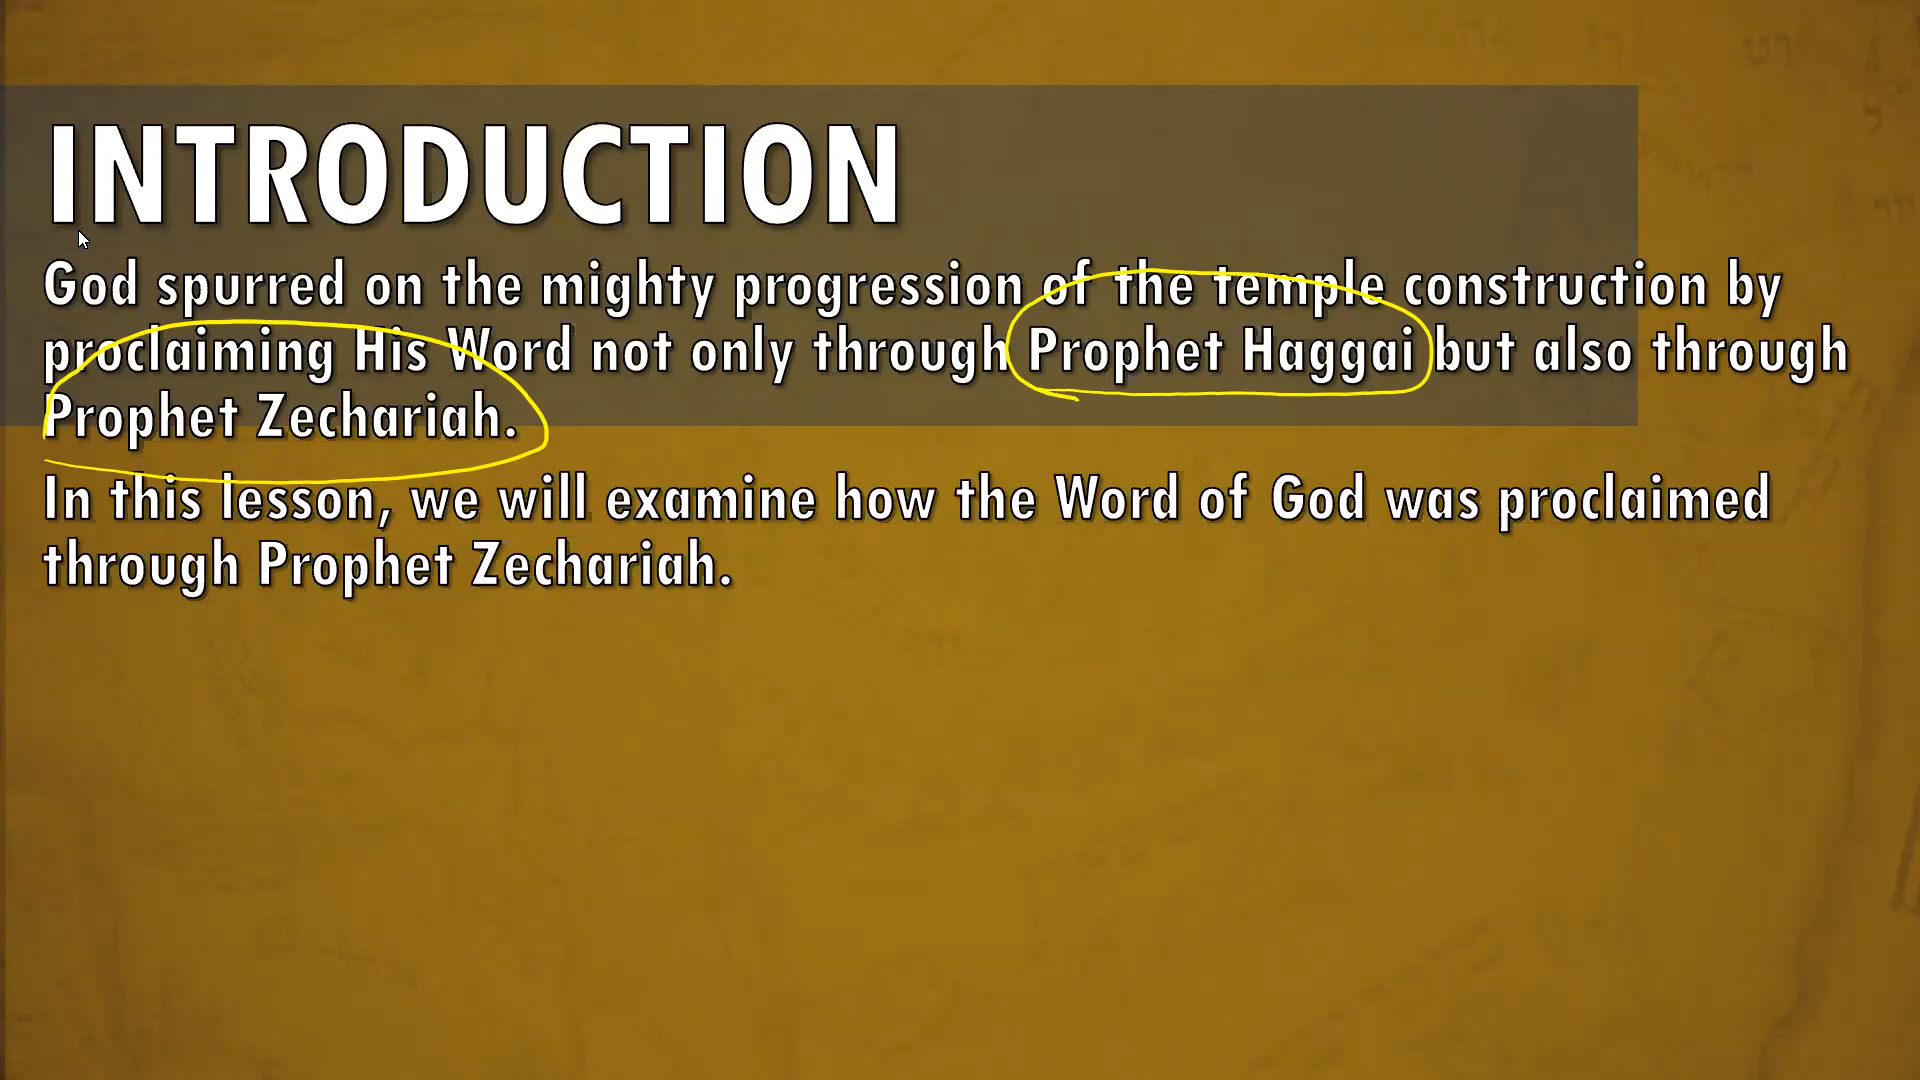 INTRODUCTION
God spurred on the mighty progression of the temple construction by
proclaiming His Word not only through Prophet Haggai but also through
Prophet Zechariah.
In this lesson, we will examine how the Word of God was proclaimed
through Prophet Zechariah.